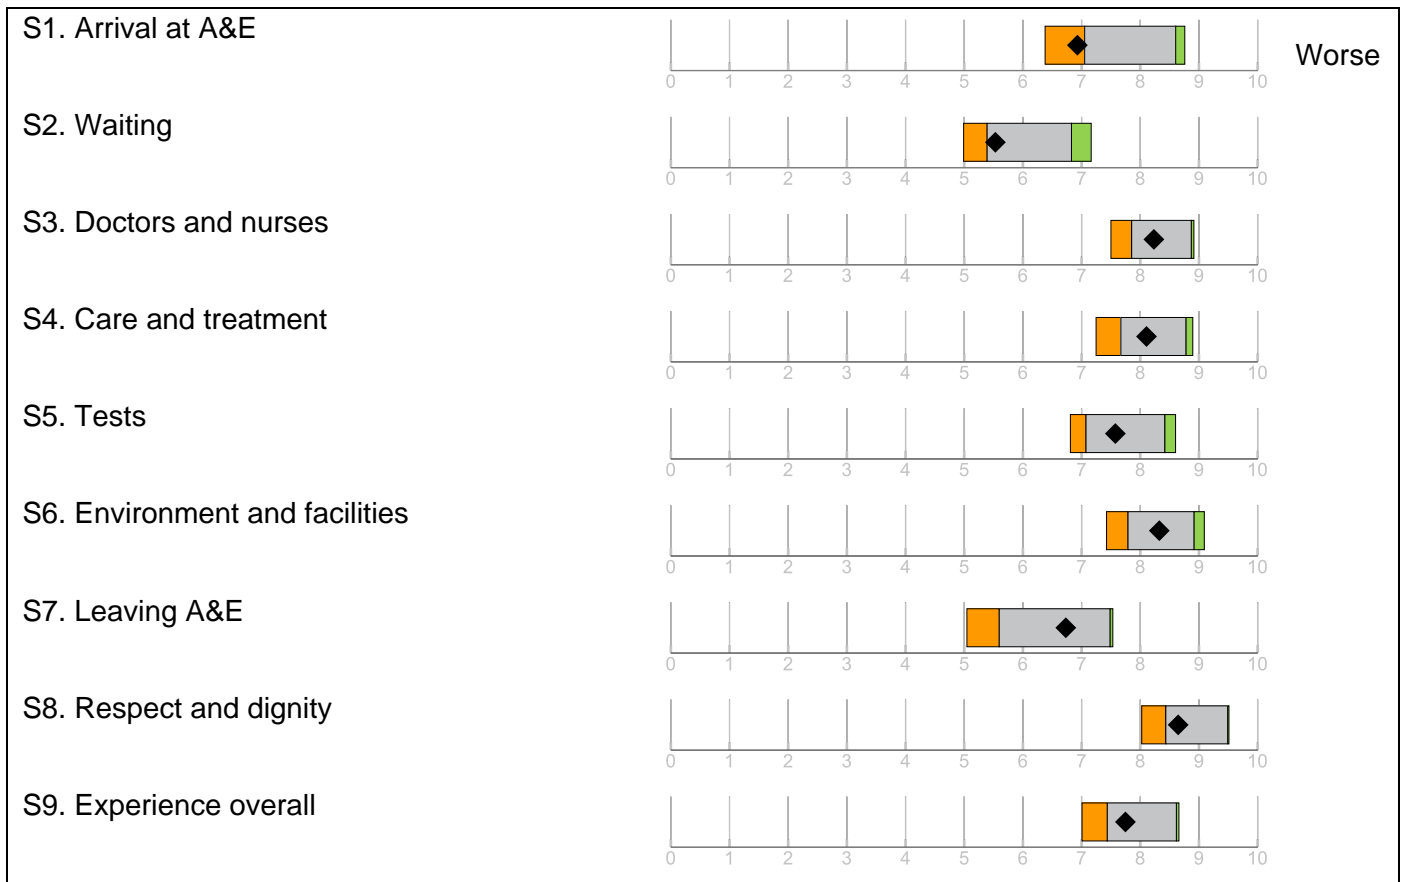 S1. Arrival at A&E
Worse
0 1 2 3 4 5 6 7 8 9 10
S2. Waiting
0 1 2 3 4 5 6 7 8 9 10
S3. Doctors and nurses
0 1 2 3 4 5 6 7 8 9 10
S4. Care and treatment
0 1 2 3 4 5 6 7 8 9 10
S5. Tests
0 1 2 3 4 5 6 7 8 9 10
S6. Environment and facilities
0 1 2 3 4 5 6 7 8 9 10
S7. Leaving A&E
0 1 2 3 4 5 6 7 8 9 10
S8. Respect and dignity
0 1 2 3 4 5 6 7 8 9 10
S9. Experience overall
0 1 2 3 4 5 6 7 8 9 10